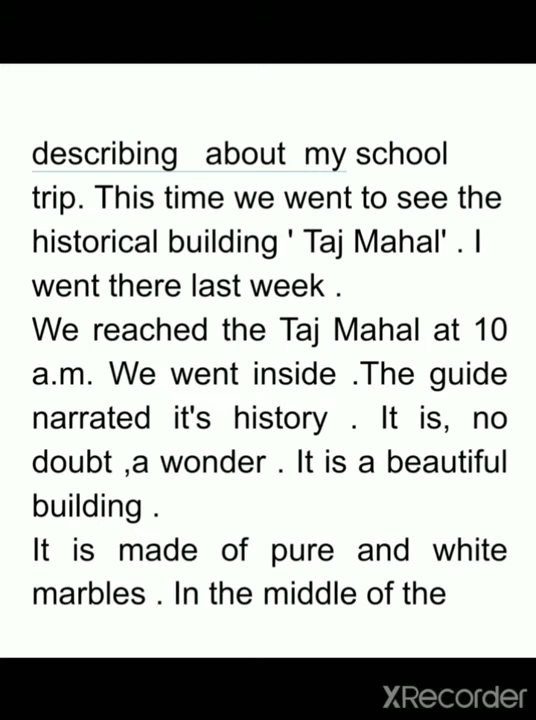 describing about my school
trip. This time we went to see the
historical building ' Taj Mahal' . I
went there last week .
We reached the Taj Mahal at 10
a.m. We went inside .The guide
narrated it's history . It is, no
doubt ,a wonder . It is a beautiful
building .
It is made of pure and white
marbles . In the middle of the
XRecorder